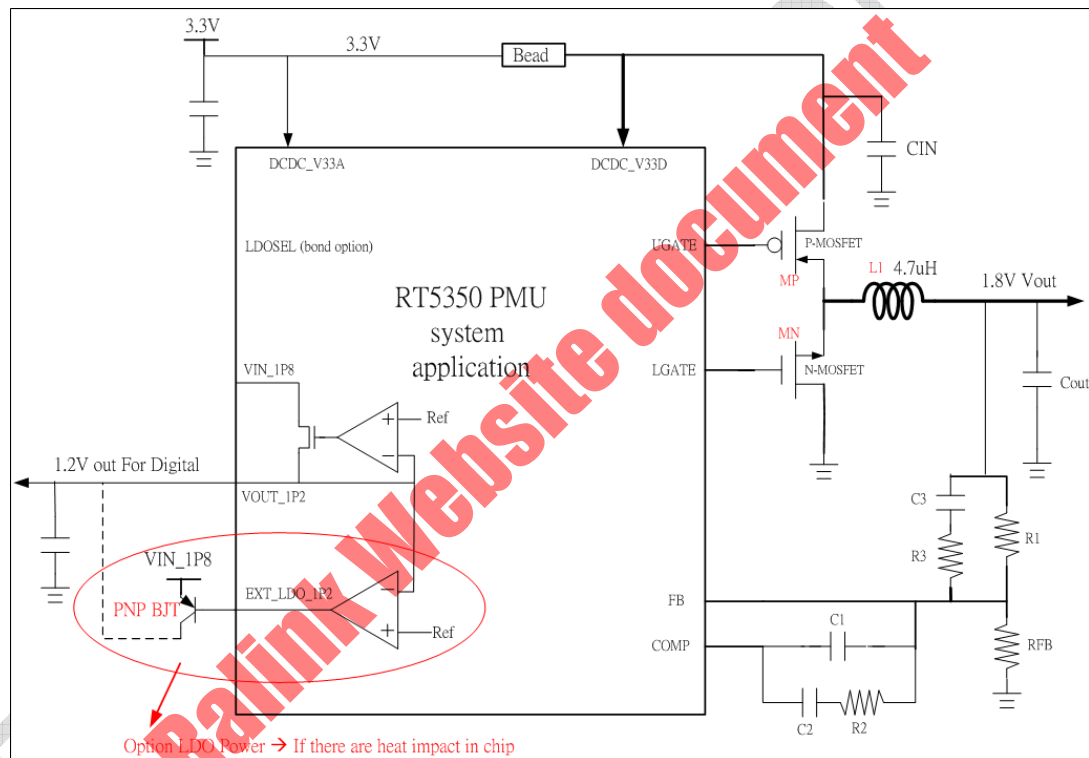 3.3V
3.3V
Bead
DCDC_V33A
DCDC_V33D
CIN
LDOSEL (bond option)
UGATE
P-MOSFET
MP
L1
4.7uH
1.8V Vout
RT5350 PMU
system
application
MN
VIN_1P8
LGATE
N-MOSFET
Cout
Ref
1.2V out For Digital
VOUT_1P2
C3
R1
R3
VIN_1P8
PNP BJT
EXT_LDO_1P2
FB
Ref
C1
COMP
RFB
C2
R2
Option LDO Power → If there are heat impact in chip
Ralink Website document